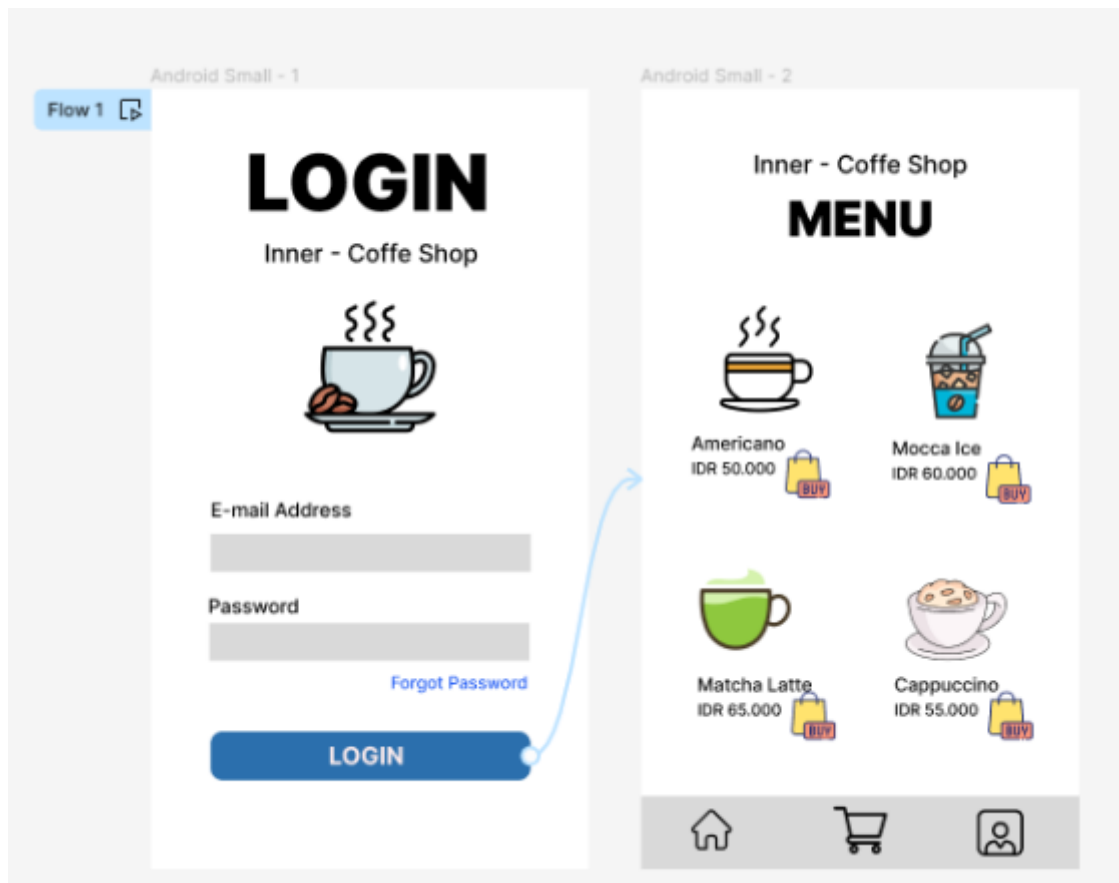 Android Small - 1
Flow 1
LOGIN
Inner - Coffe Shop
E-mail Address
Password
Forgot Password
LOGIN
Android Small - 2
Inner - Coffe Shop
MENU
Americano
IDR 50.000
BUY
Mocca Ice
IDR 60.000
BUY
Matcha Latte
IDR 65.000
BUY
Cappuccino
IDR 55.000
BUY